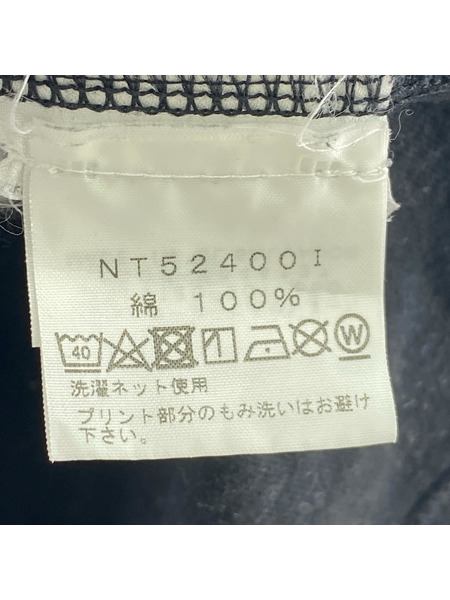 NT52400I
綿 100%
40 W
洗濯ネット使用
プリント部分のもみ洗いはお避け
下さい。